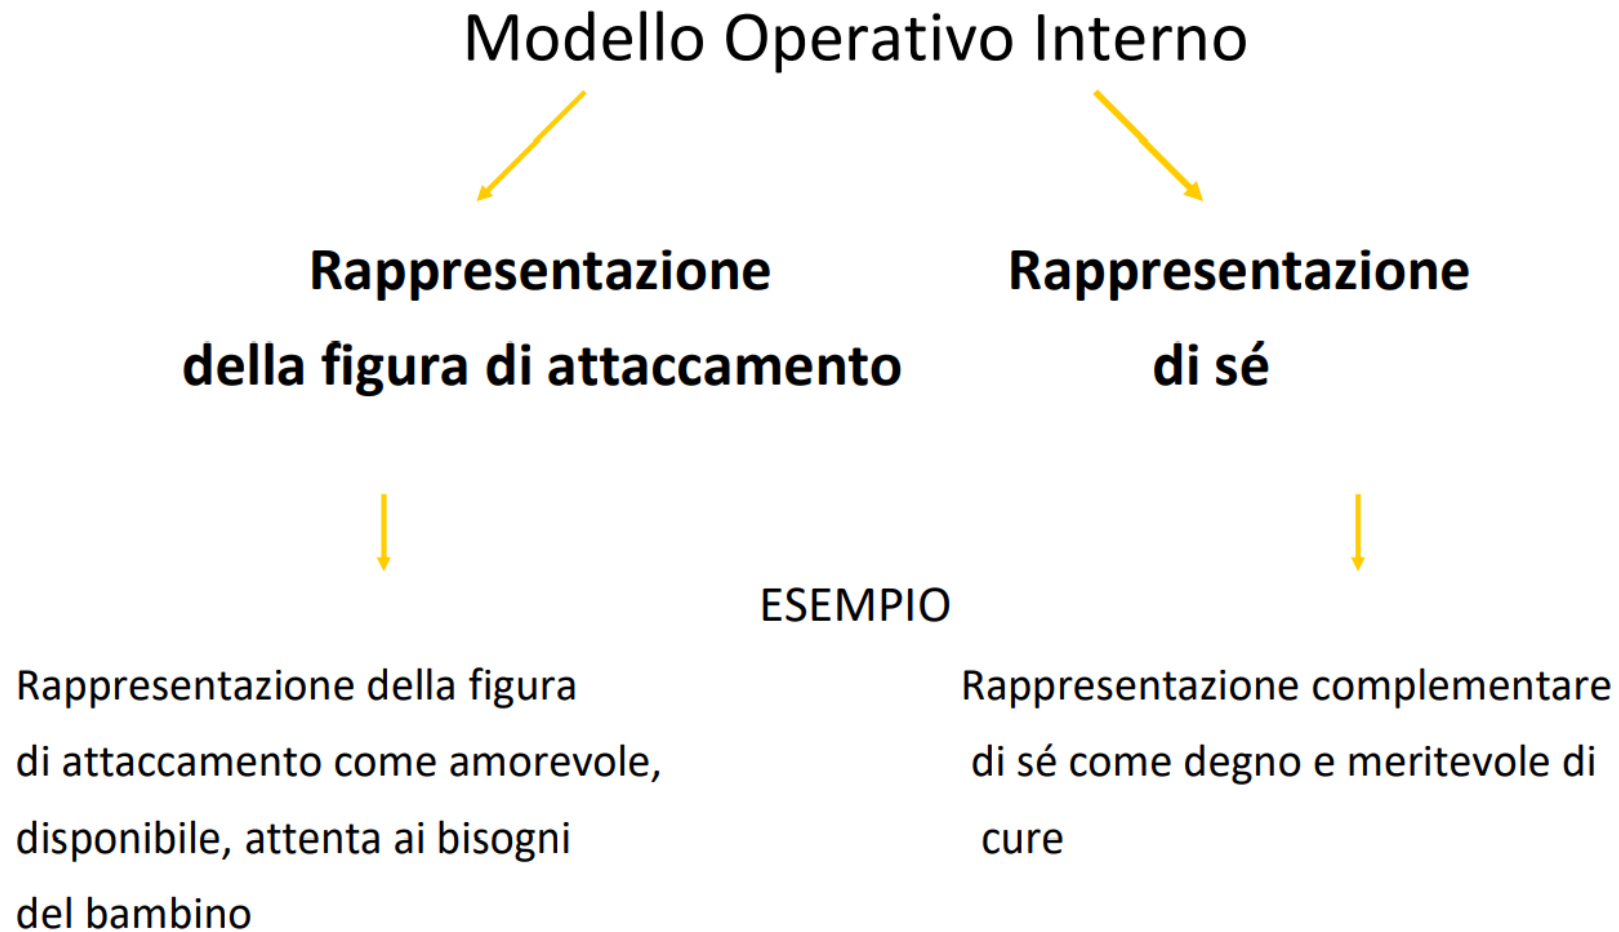 Modello Operativo Interno
Rappresentazione
della figura di attaccamento
Rappresentazione
di sé
ESEMPIO
Rappresentazione della figura
di attaccamento come amorevole,
disponibile, attenta ai bisogni
del bambino
Rappresentazione complementare
di sé come degno e meritevole di
cure